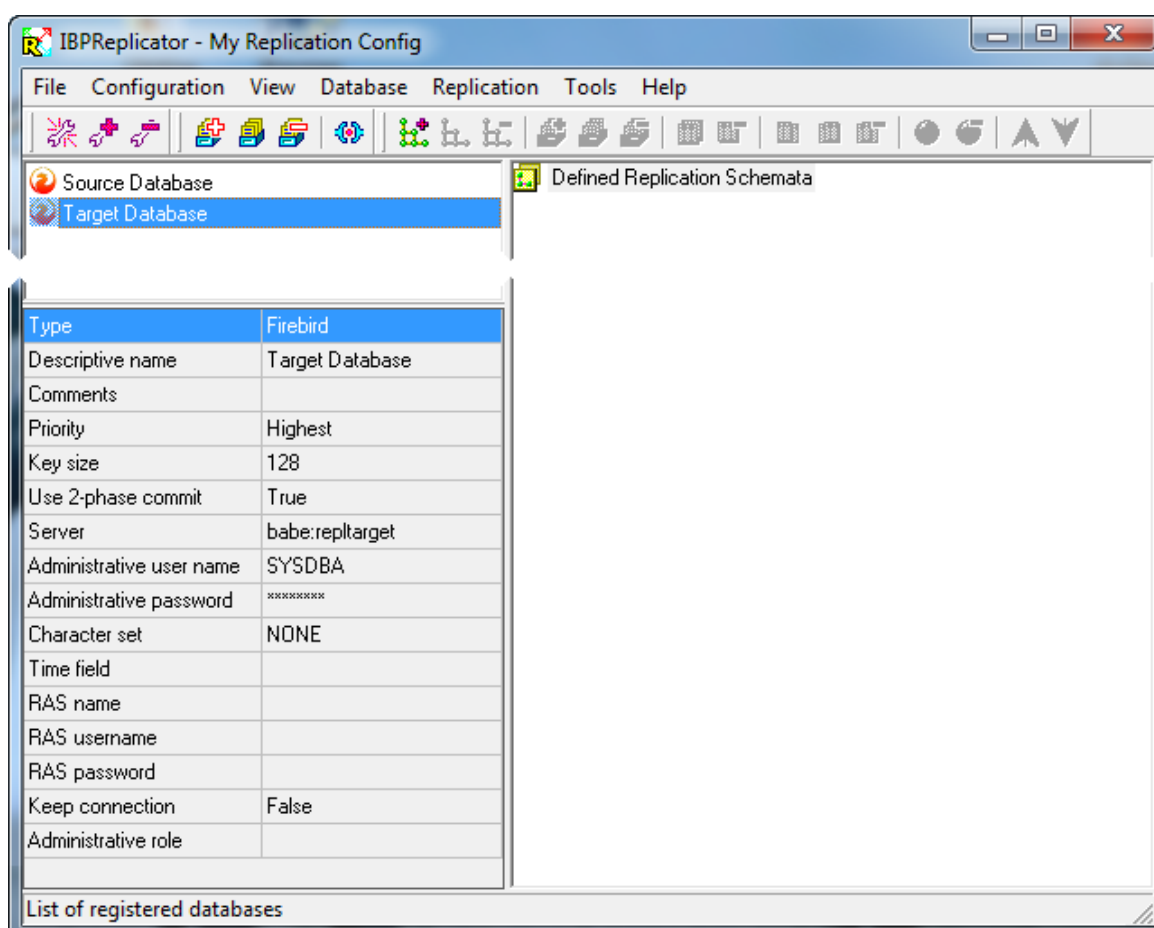 IBPReplicator - My Replication Config
File Configuration View Database Replication Tools Help
Source Database
Target Database
Defined Replication Schemata
Type Firebird
Descriptive name Target Database
Comments
Priority Highest
Key size 128
Use 2-phase commit True
Server babe:repltarget
Administrative user name SYSDBA
Administrative password ********
Character set NONE
Time field
RAS name
RAS username
RAS password
Keep connection False
Administrative role
List of registered databases